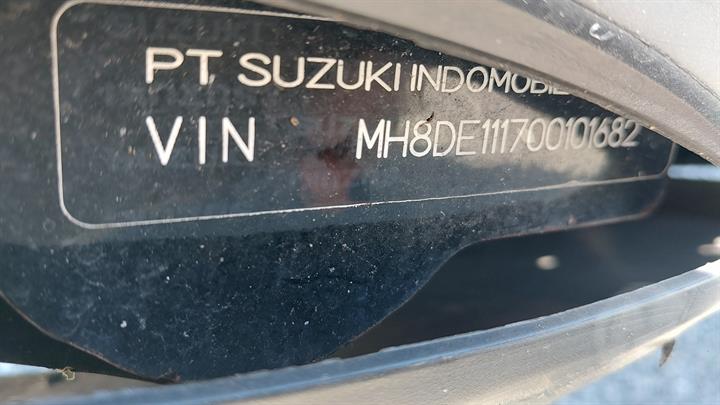 PT SUZUKI INDOMOBIL
VIN MH8DE111700101682